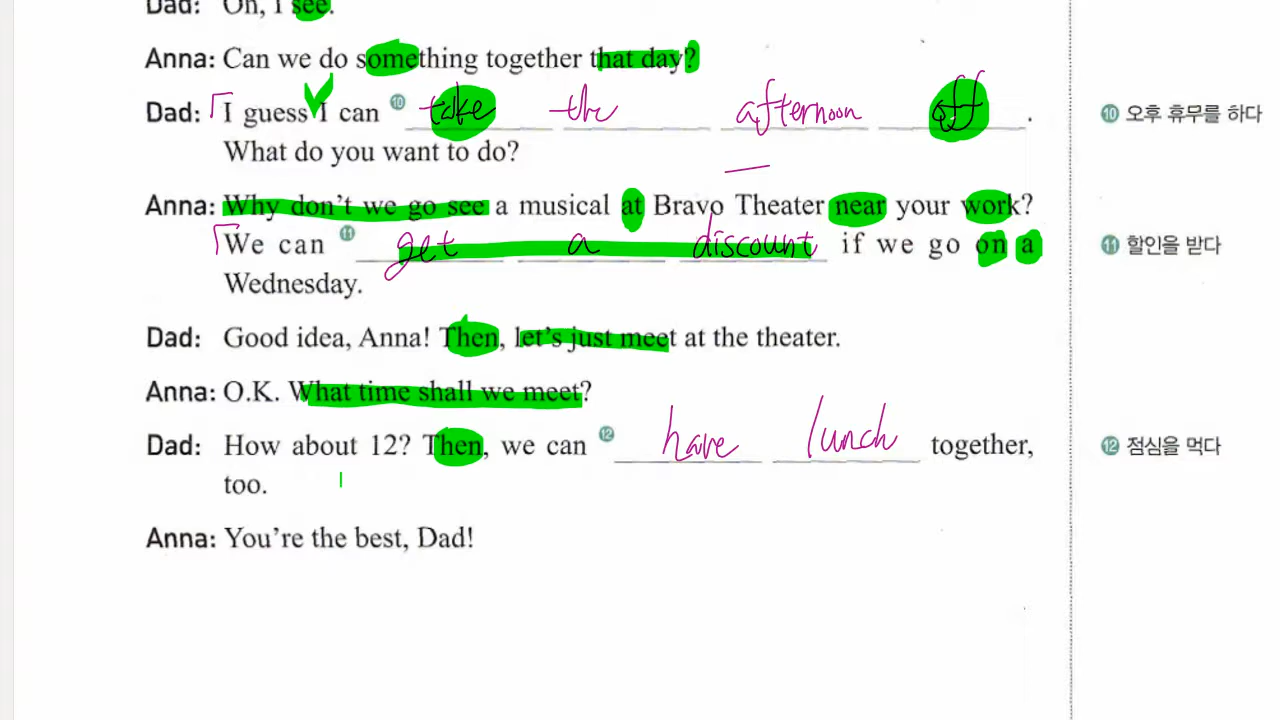 Dad: Oh, I see.
Anna: Can we do something together that day?
Dad: I guess I can ⑩ take the afternoon off. ⑩ 오후 휴무를 하다
What do you want to do?
Anna: Why don't we go see a musical at Bravo Theater near your work?
We can ⑪ get a discount if we go on a ⑪ 할인을 받다
Wednesday.
Dad: Good idea, Anna! Then, let's just meet at the theater.
Anna: O.K. What time shall we meet?
Dad: How about 12? Then, we can ⑫ have lunch together, ⑫ 점심을 먹다
too.
Anna: You're the best, Dad!